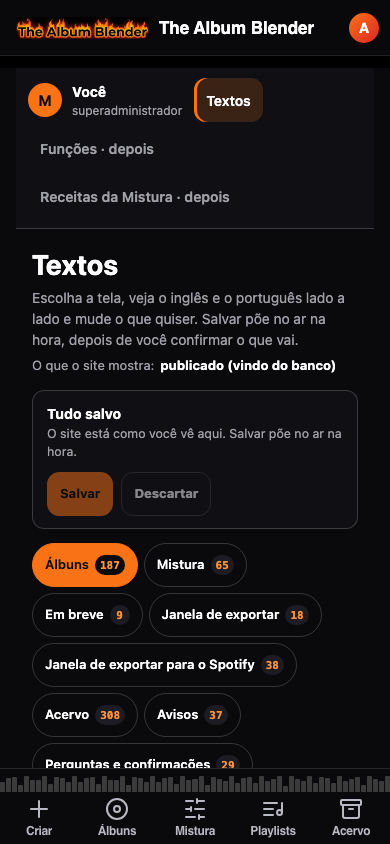 The Album Blender The Album Blender A
M Você
superadministrador
Textos
Funções · depois
Receitas da Mistura · depois
Textos
Escolha a tela, veja o inglês e o português lado a
lado e mude o que quiser. Salvar põe no ar na
hora, depois de você confirmar o que vai.
O que o site mostra: publicado (vindo do banco)
Tudo salvo
O site está como você vê aqui. Salvar põe no ar na
hora.
Salvar Descartar
Álbuns 187 Mistura 65
Em breve 9 Janela de exportar 18
Janela de exportar para o Spotify 38
Acervo 308 Avisos 37
Perguntas e confirmações 29
Criar Álbuns Mistura Playlists Acervo